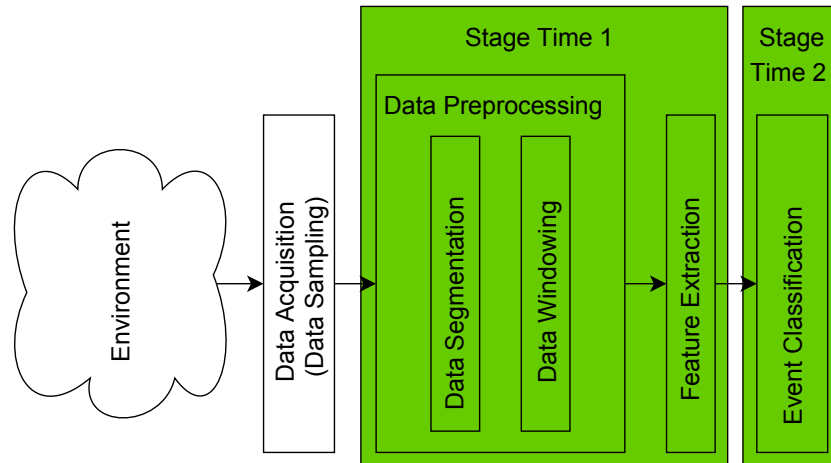 Environment
Data Acquisition
(Data Sampling)
Stage Time 1
Data Preprocessing
Data Segmentation
Data Windowing
Feature Extraction
Stage
Time 2
Event Classification